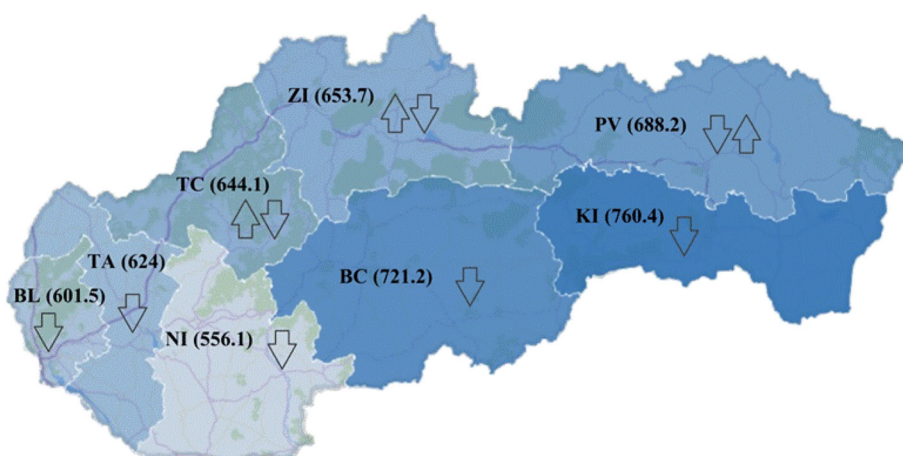 ZI (653.7)
PV (688.2)
TC (644.1)
KI (760.4)
TA (624)
BC (721.2)
BL (601.5)
NI (556.1)